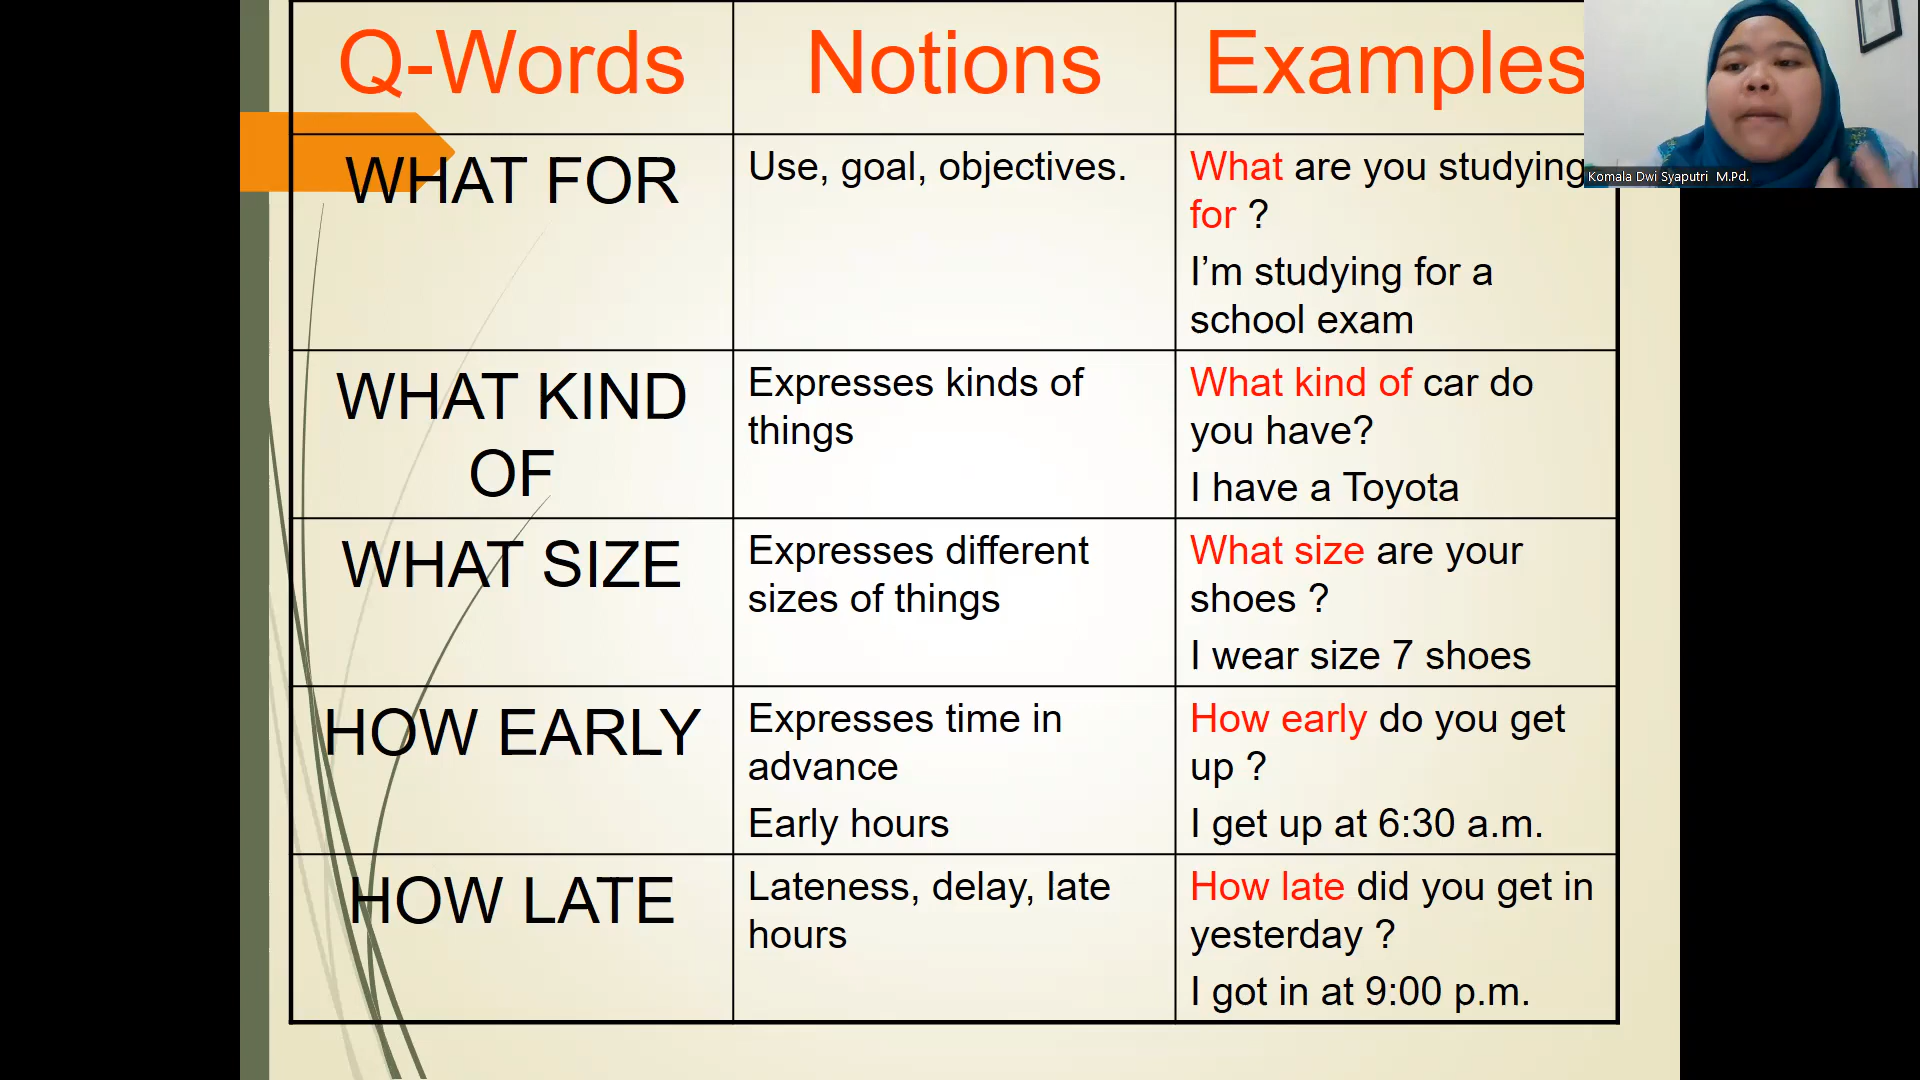 Q-Words
Notions
Examples
WHAT FOR
Use, goal, objectives.
What are you studying
for ?
I'm studying for a
school exam
WHAT KIND
OF
Expresses kinds of
things
What kind of car do
you have?
I have a Toyota
WHAT SIZE
Expresses different
sizes of things
What size are your
shoes ?
I wear size 7 shoes
HOW EARLY
Expresses time in
advance
Early hours
How early do you get
up ?
I get up at 6:30 a.m.
HOW LATE
Lateness, delay, late
hours
How late did you get in
yesterday ?
I got in at 9:00 p.m.
Komala Dwi Syaputri M.Pd.